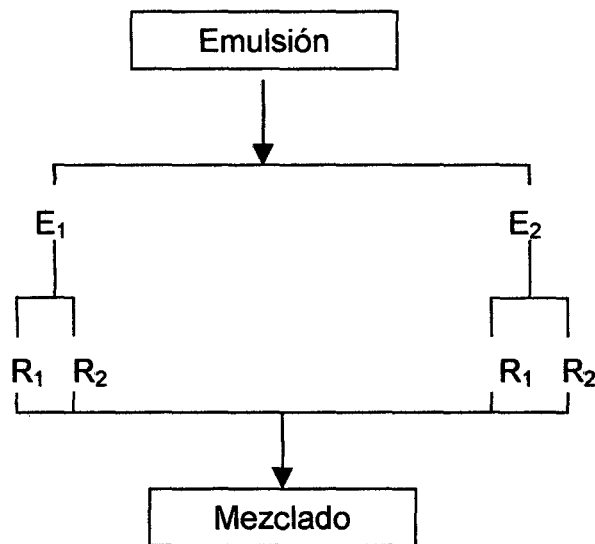 Emulsión
E₁ E₂
R₁ R₂ R₁ R₂
Mezclado